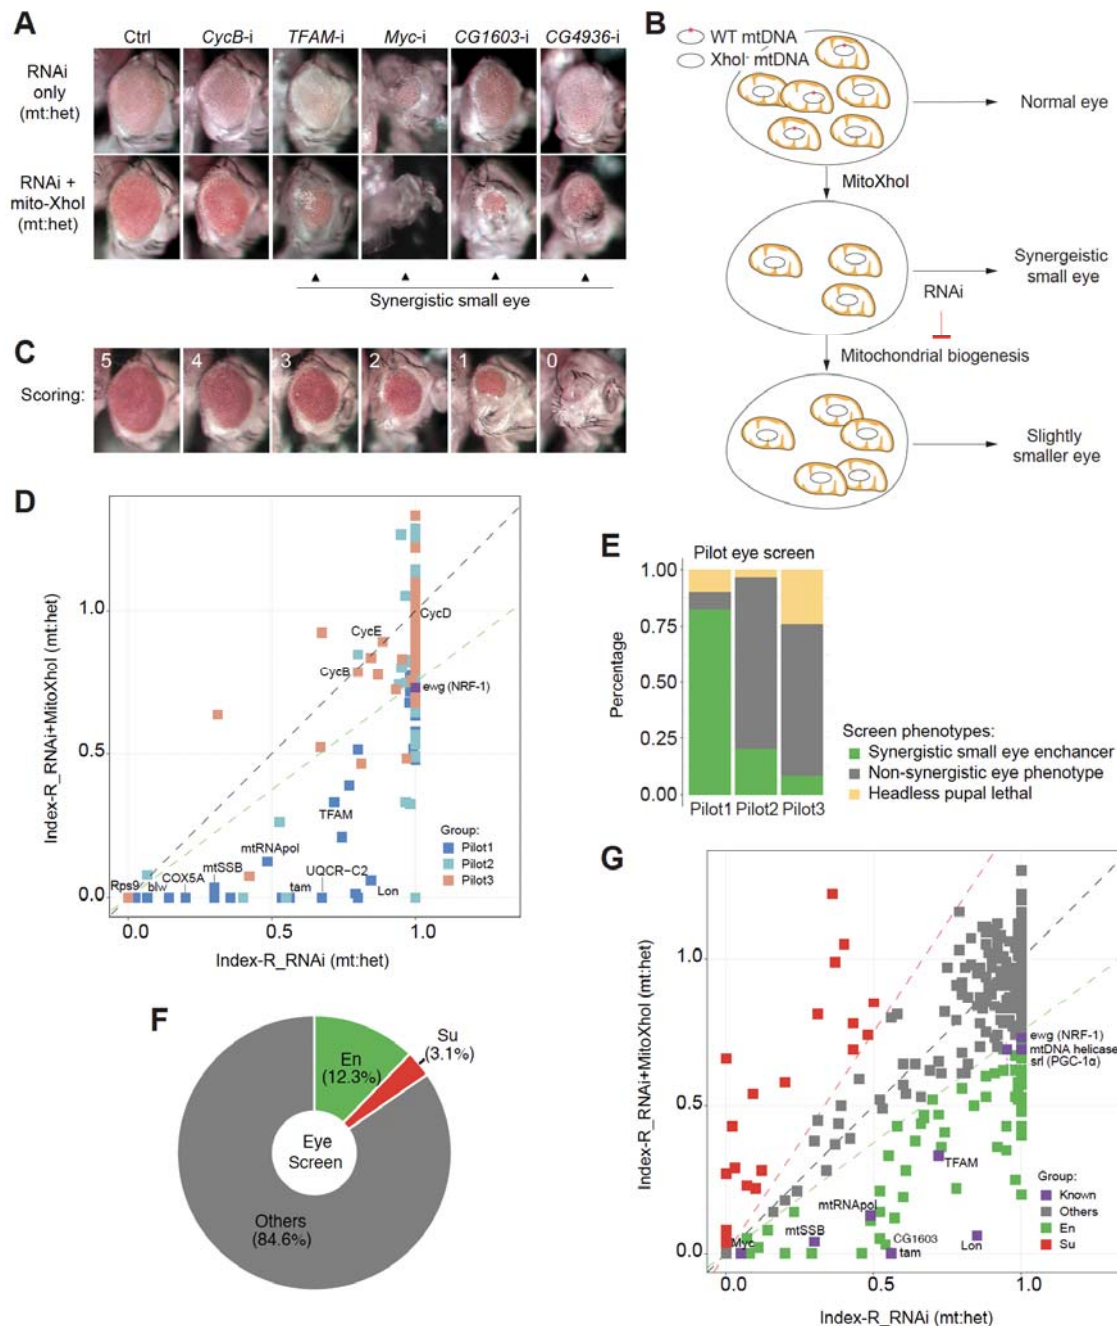 A
Ctrl CycB-i TFAM-i Myc-i CG1603-i CG4936-i
RNAi
only
(mt:het)
RNAi +
mito-XhoI
(mt:het)
Synergistic small eye
B
WT mtDNA
XhoI⁻ mtDNA
Normal eye
MitoXhoI
Synergeistic
small eye
RNAi
Mitochondrial biogenesis
Slightly
smaller eye
C
Scoring:
5 4 3 2 1 0
D
Index-R_RNAi+MitoXhoI (mt:het)
1.0
0.5
0.0
CycE
CycD
CycB
ewg (NRF-1)
TFAM
mtRNApol
mtSSB
UQCR-C2
COX5A
Rps9
blw
tam
Lon
Group:
Pilot1
Pilot2
Pilot3
0.0 0.5 1.0
Index-R_RNAi (mt:het)
E
Pilot eye screen
Percentage
1.00
0.75
0.50
0.25
0.00
Pilot1 Pilot2 Pilot3
Screen phenotypes:
Synergistic small eye enchancer
Non-synergistic eye phenotype
Headless pupal lethal
F
En
(12.3%)
Su
(3.1%)
Eye
Screen
Others
(84.6%)
G
Index-R_RNAi+MitoXhoI (mt:het)
1.0
0.5
0.0
ewg (NRF-1)
mtDNA helicase
srl (PGC-1α)
TFAM
mtRNApol
mtSSB
Myc
CG1603
tam
Lon
Group:
Known
Others
En
Su
0.0 0.5 1.0
Index-R_RNAi (mt:het)